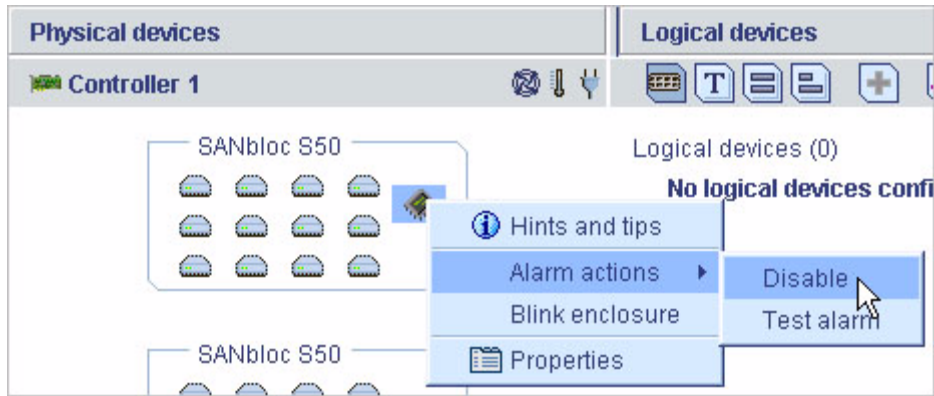 Physical devices
Logical devices
Controller 1
T
SANbloc S50
Logical devices (0)
No logical devices confi
Hints and tips
Alarm actions
Disable
Blink enclosure
Test alarm
SANbloc S50
Properties